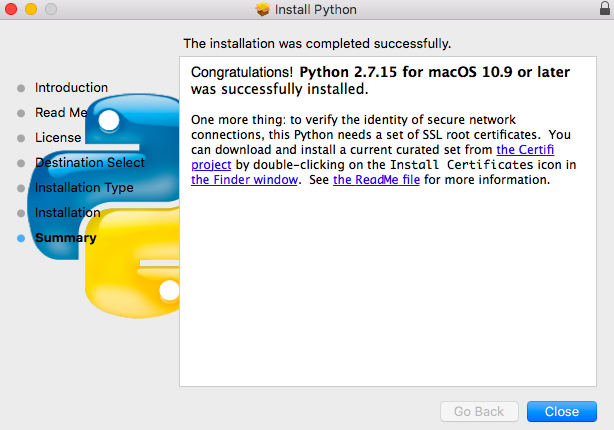 Install Python
The installation was completed successfully.
Introduction
Read Me
License
Destination Select
Installation Type
Installation
Summary
Congratulations! Python 2.7.15 for macOS 10.9 or later
was successfully installed.
One more thing: to verify the identity of secure network
connections, this Python needs a set of SSL root certificates. You
can download and install a current curated set from the Certifi
project by double-clicking on the Install Certificates icon in
the Finder window. See the ReadMe file for more information.
Go Back
Close